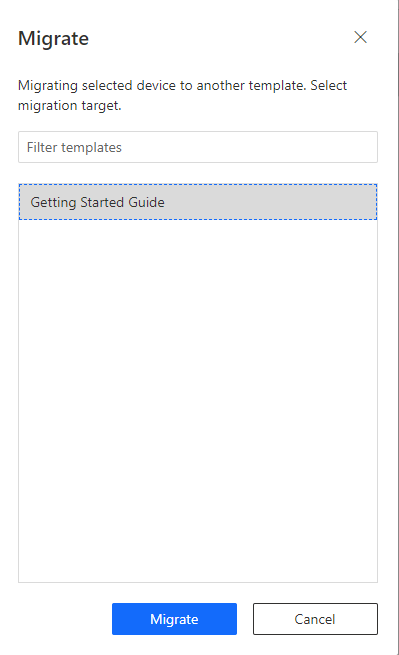 Migrate
Migrating selected device to another template. Select
migration target.
Filter templates
Getting Started Guide
Migrate
Cancel